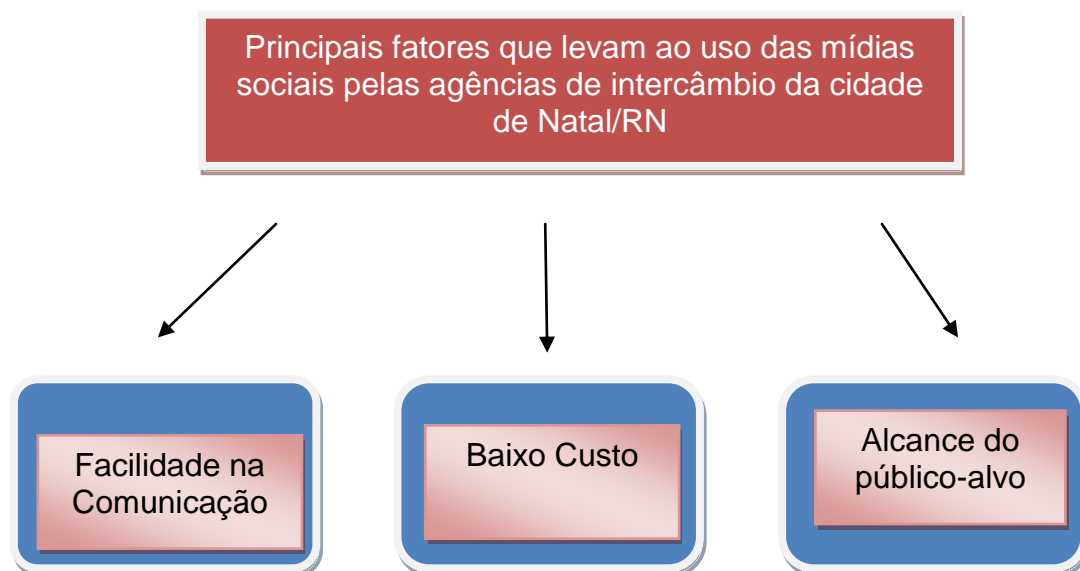 Principais fatores que levam ao uso das mídias
sociais pelas agências de intercâmbio da cidade
de Natal/RN
Facilidade na
Comunicação
Baixo Custo
Alcance do
público-alvo